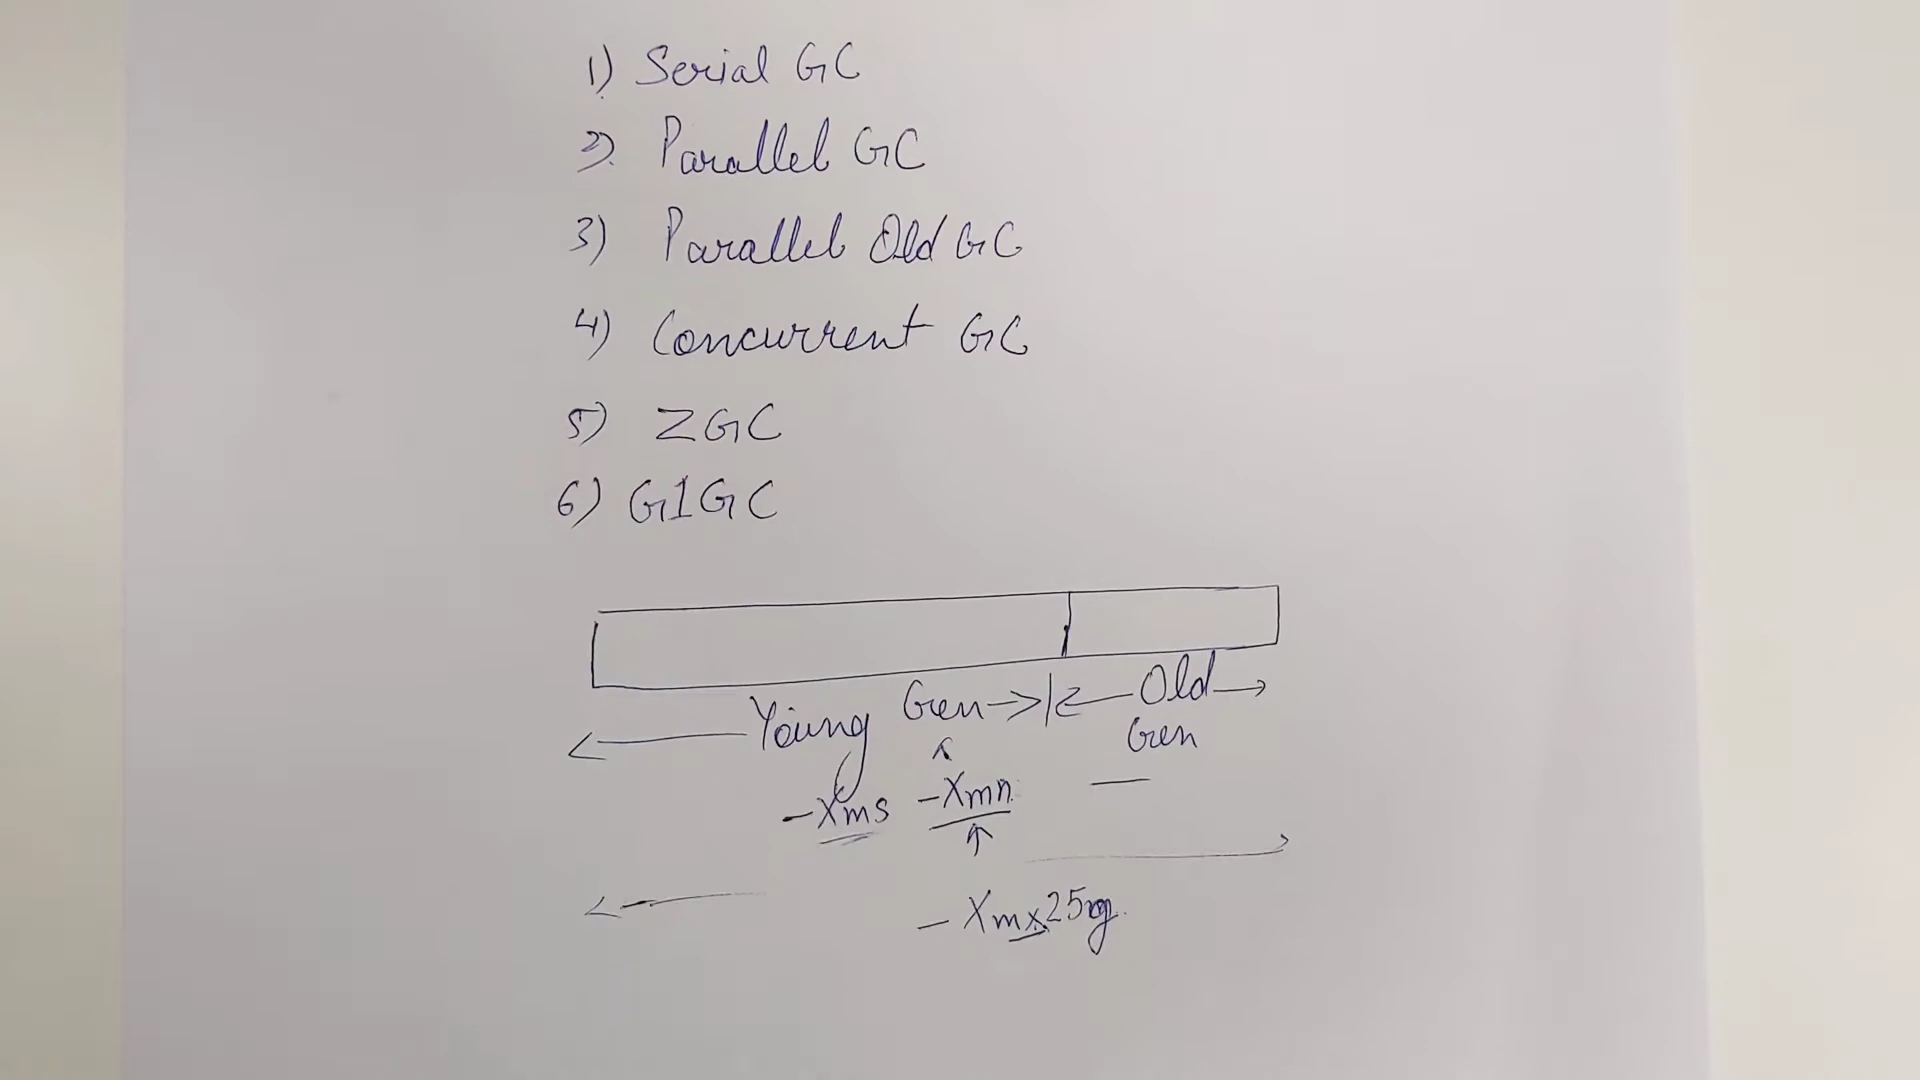 1) Serial GC
2) Parallel GC
3) Parallel Old GC
4) Concurrent GC
5) ZGC
6) G1GC
Young Gen Old
Gen
-Xms -Xmn
-Xmx25